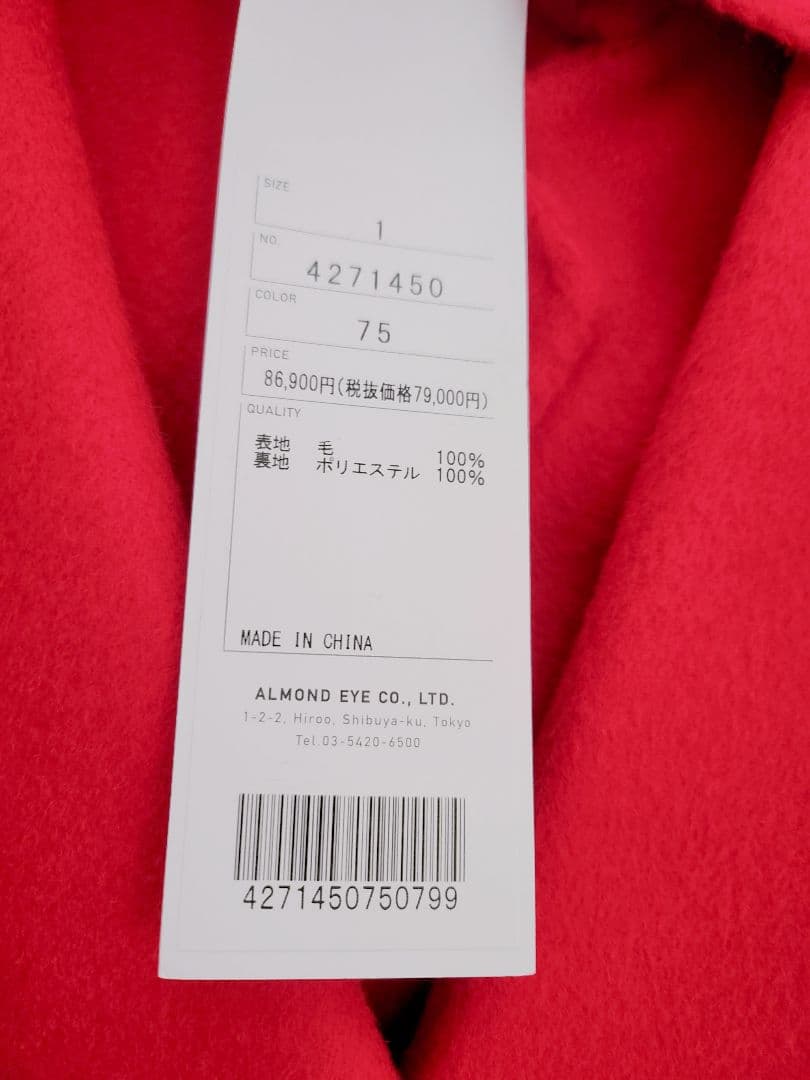 SIZE
1
NO.
4271450
COLOR
75
PRICE
86,900円(税抜価格79,000円)
QUALITY
表地 毛 100%
裏地 ポリエステル 100%
MADE IN CHINA
ALMOND EYE CO., LTD.
1-2-2, Hiroo, Shibuya-ku, Tokyo
Tel.03-5420-6500
4271450750799